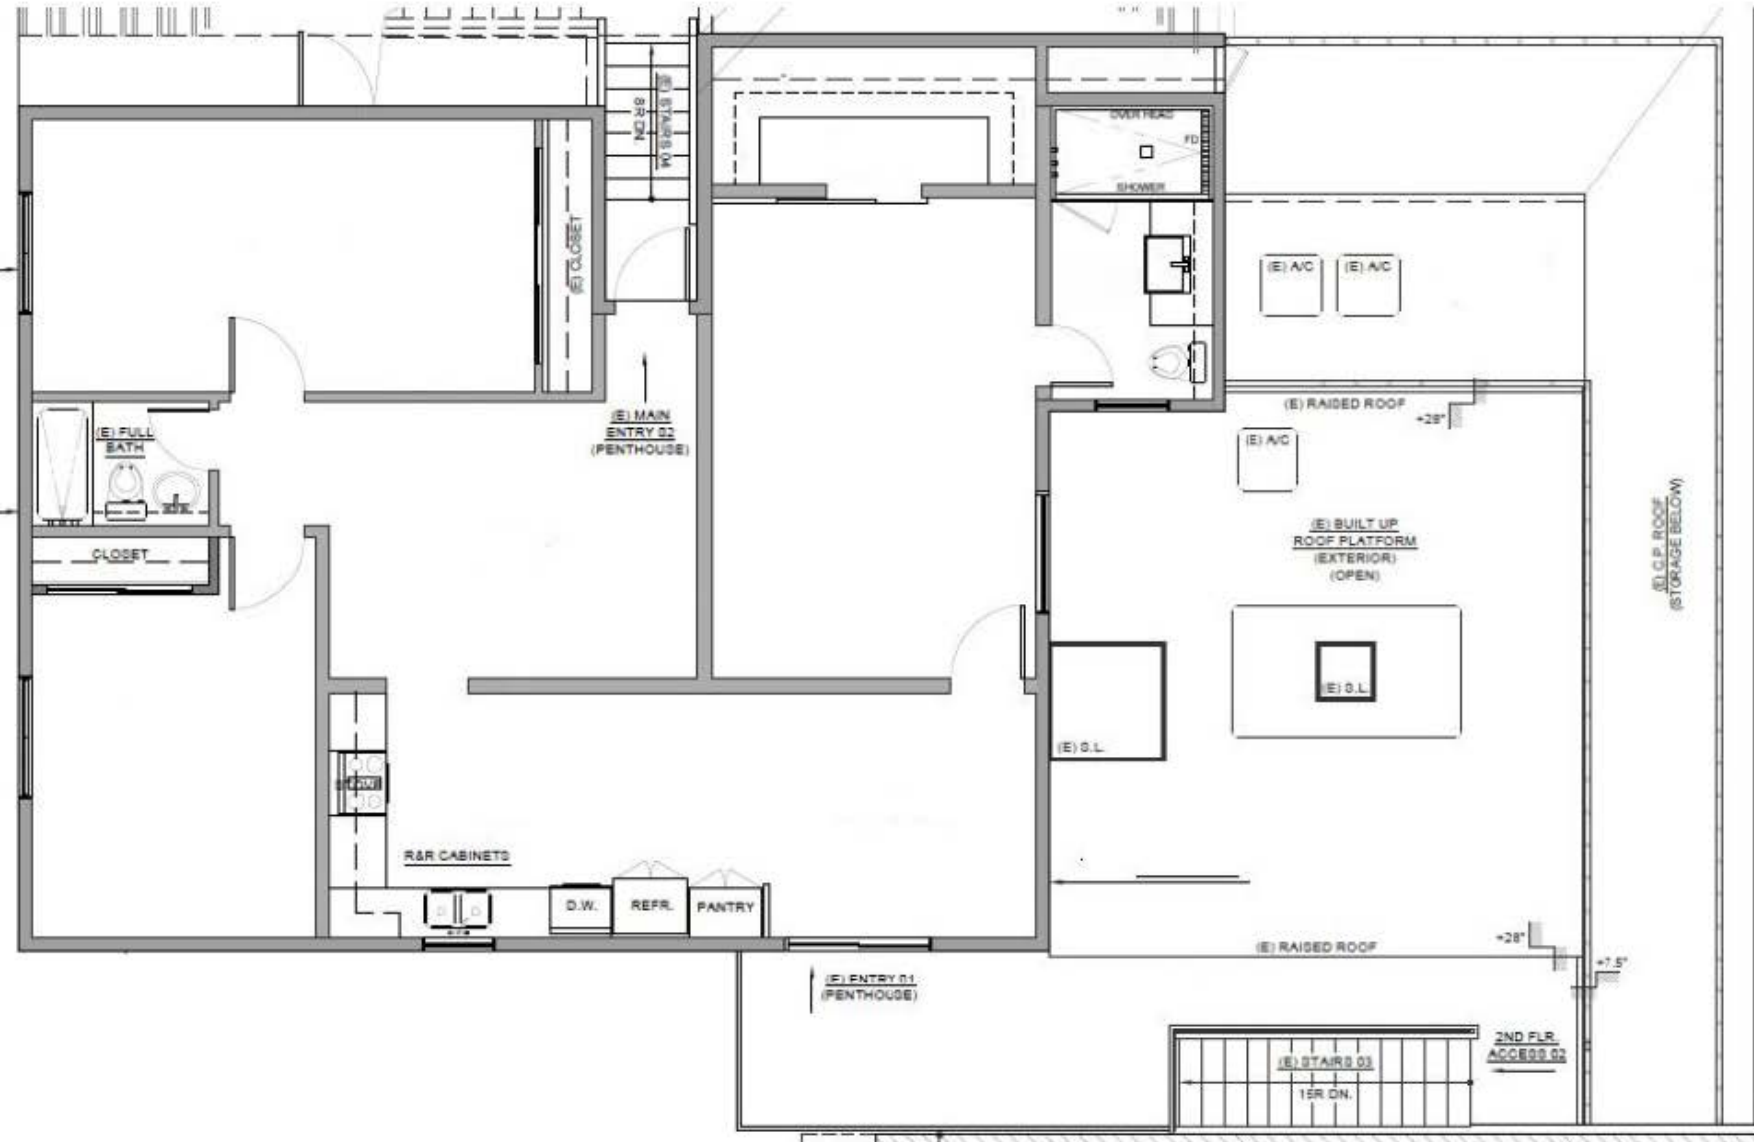 (E) STAIRS 04
8R DN.
OVER HEAD
FD
SHOWER
(E) CLOSET
(E) A/C
(E) A/C
(E) MAIN
ENTRY 02
(PENTHOUSE)
(E) RAISED ROOF
+28"
(E) FULL
BATH
(E) A/C
(E) BUILT UP
ROOF PLATFORM
(EXTERIOR)
(OPEN)
(E) C.P. ROOF
(STORAGE BELOW)
CLOSET
(E) S.L.
(E) S.L.
R&R CABINETS
D.W.
REFR.
PANTRY
(E) RAISED ROOF
+28"
+7.5"
(E) ENTRY 01
(PENTHOUSE)
2ND FLR.
ACCESS 02
(E) STAIRS 03
15R DN.